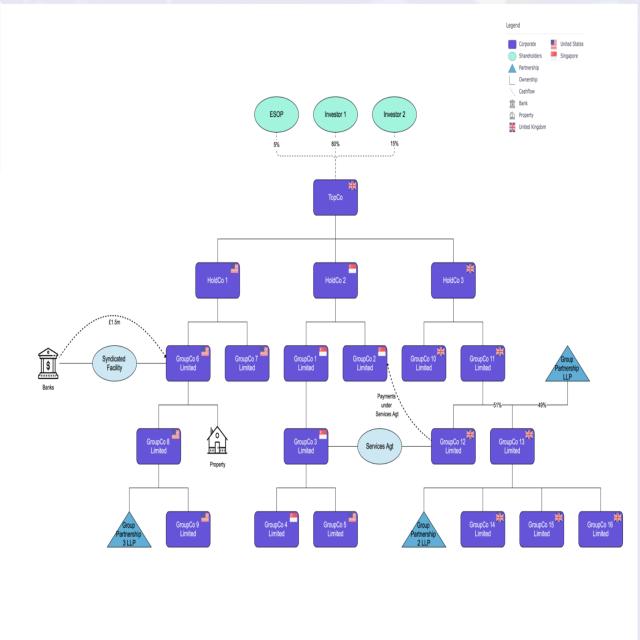 Legend
Corporate
United States
Shareholders
Singapore
Partnership
Ownership
Cashflow
Bank
Property
United Kingdom
ESOP
Investor 1
Investor 2
5%
80%
15%
TopCo
HoldCo 1
HoldCo 2
HoldCo 3
£1.5m
Banks
$
Syndicated
Facility
GroupCo 6
Limited
GroupCo 7
Limited
GroupCo 1
Limited
GroupCo 2
Limited
GroupCo 10
Limited
GroupCo 11
Limited
Group
Partnership
LLP
Payments
under
Services Agt
51%
49%
GroupCo 8
Limited
Property
GroupCo 3
Limited
Services Agt
GroupCo 12
Limited
GroupCo 13
Limited
Group
Partnership
3 LLP
GroupCo 9
Limited
GroupCo 4
Limited
GroupCo 5
Limited
Group
Partnership
2 LLP
GroupCo 14
Limited
GroupCo 15
Limited
GroupCo 16
Limited